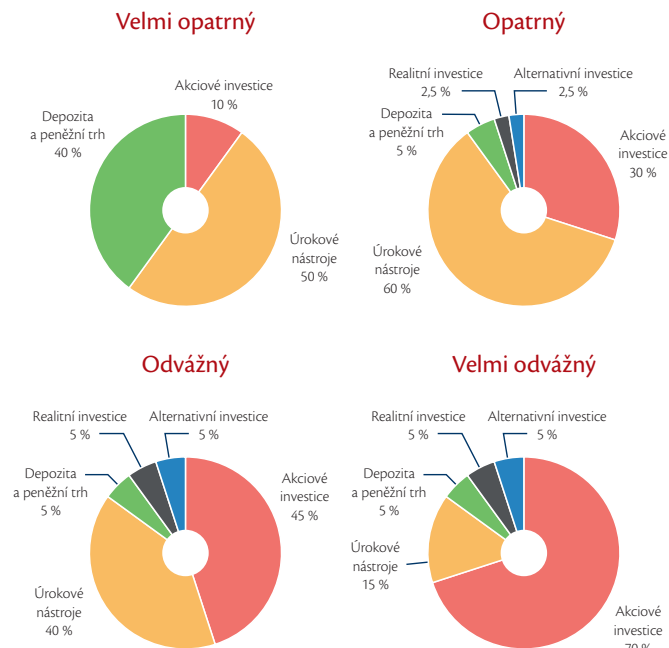 Velmi opatrný
Akciové investice
10 %
Depozita
a peněžní trh
40 %
Úrokové
nástroje
50 %
Opatrný
Realitní investice
2,5 %
Alternativní investice
2,5 %
Depozita
a peněžní trh
5 %
Akciové
investice
30 %
Úrokové
nástroje
60 %
Odvážný
Realitní investice
5 %
Alternativní investice
5 %
Depozita
a peněžní trh
5 %
Akciové
investice
45 %
Úrokové
nástroje
40 %
Velmi odvážný
Realitní investice
5 %
Alternativní investice
5 %
Depozita
a peněžní trh
5 %
Úrokové
nástroje
15 %
Akciové
investice
70 %